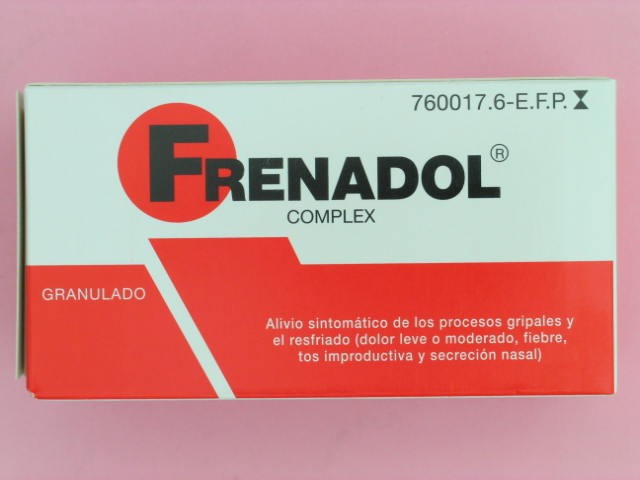 760017.6-E.F.P.
FRENADOL®
COMPLEX
GRANULADO
Alivio sintomático de los procesos gripales y
el resfriado (dolor leve o moderado, fiebre,
tos improductiva y secreción nasal)